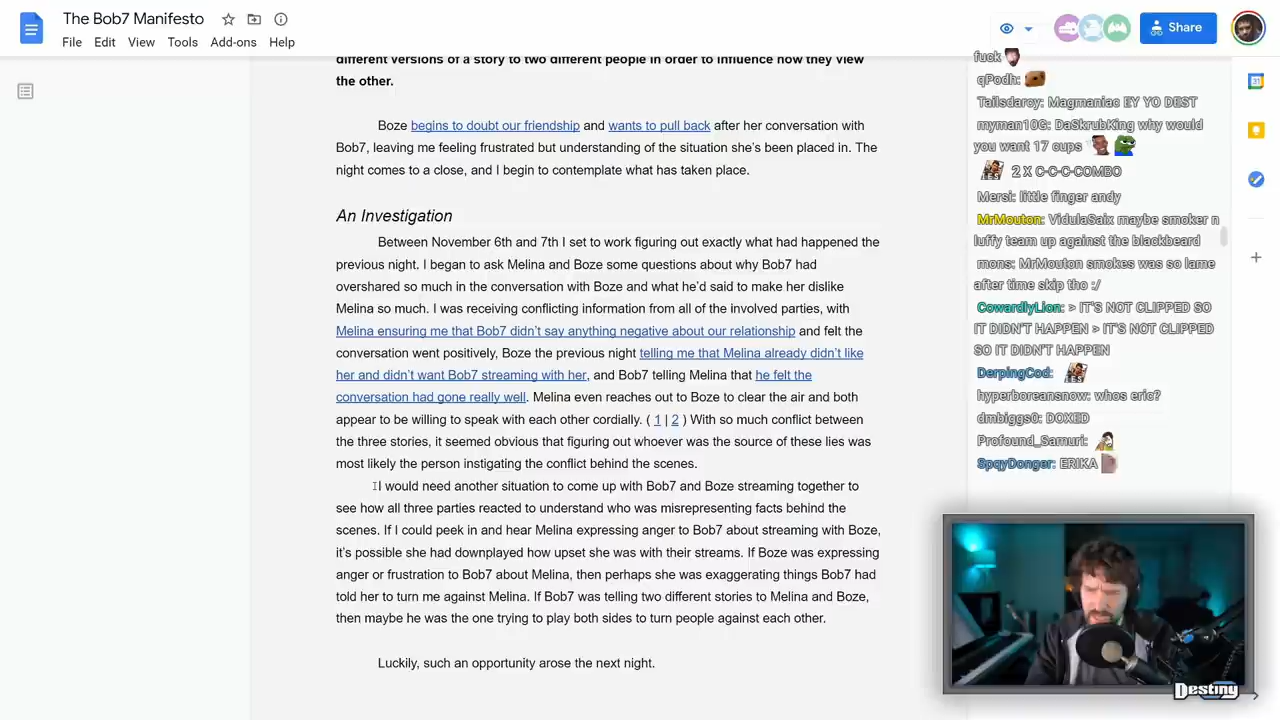 The Bob7 Manifesto
File Edit View Tools Add-ons Help
Share
different versions of a story to two different people in order to influence how they view
the other.
Boze begins to doubt our friendship and wants to pull back after her conversation with
Bob7, leaving me feeling frustrated but understanding of the situation she's been placed in. The
night comes to a close, and I begin to contemplate what has taken place.
An Investigation
Between November 6th and 7th I set to work figuring out exactly what had happened the
previous night. I began to ask Melina and Boze some questions about why Bob7 had
overshared so much in the conversation with Boze and what he'd said to make her dislike
Melina so much. I was receiving conflicting information from all of the involved parties, with
Melina ensuring me that Bob7 didn't say anything negative about our relationship and felt the
conversation went positively, Boze the previous night telling me that Melina already didn't like
her and didn't want Bob7 streaming with her, and Bob7 telling Melina that he felt the
conversation had gone really well. Melina even reaches out to Boze to clear the air and both
appear to be willing to speak with each other cordially. ( 1 | 2 ) With so much conflict between
the three stories, it seemed obvious that figuring out whoever was the source of these lies was
most likely the person instigating the conflict behind the scenes.
I would need another situation to come up with Bob7 and Boze streaming together to
see how all three parties reacted to understand who was misrepresenting facts behind the
scenes. If I could peek in and hear Melina expressing anger to Bob7 about streaming with Boze,
it's possible she had downplayed how upset she was with their streams. If Boze was expressing
anger or frustration to Bob7 about Melina, then perhaps she was exaggerating things Bob7 had
told her to turn me against Melina. If Bob7 was telling two different stories to Melina and Boze,
then maybe he was the one trying to play both sides to turn people against each other.
Luckily, such an opportunity arose the next night.
fuck
qPodh:
Tailsdarcy: Magmaniac EY YO DEST
myman10G: DaSkrubKing why would
you want 17 cups
2 X C-C-C-COMBO
Mersi: little finger andy
MrMouton: VidulaSaix maybe smoker n
luffy team up against the blackbeard
mons: MrMouton smokes was so lame
after time skip tho :/
CowardlyLion: > IT'S NOT CLIPPED SO
IT DIDN'T HAPPEN > IT'S NOT CLIPPED
SO IT DIDN'T HAPPEN
DerpingCod:
hyperboreansnow: whos eric?
dmbiggs0: DOXED
Profound_Samuri:
SpqyDonger: ERIKA
Destiny